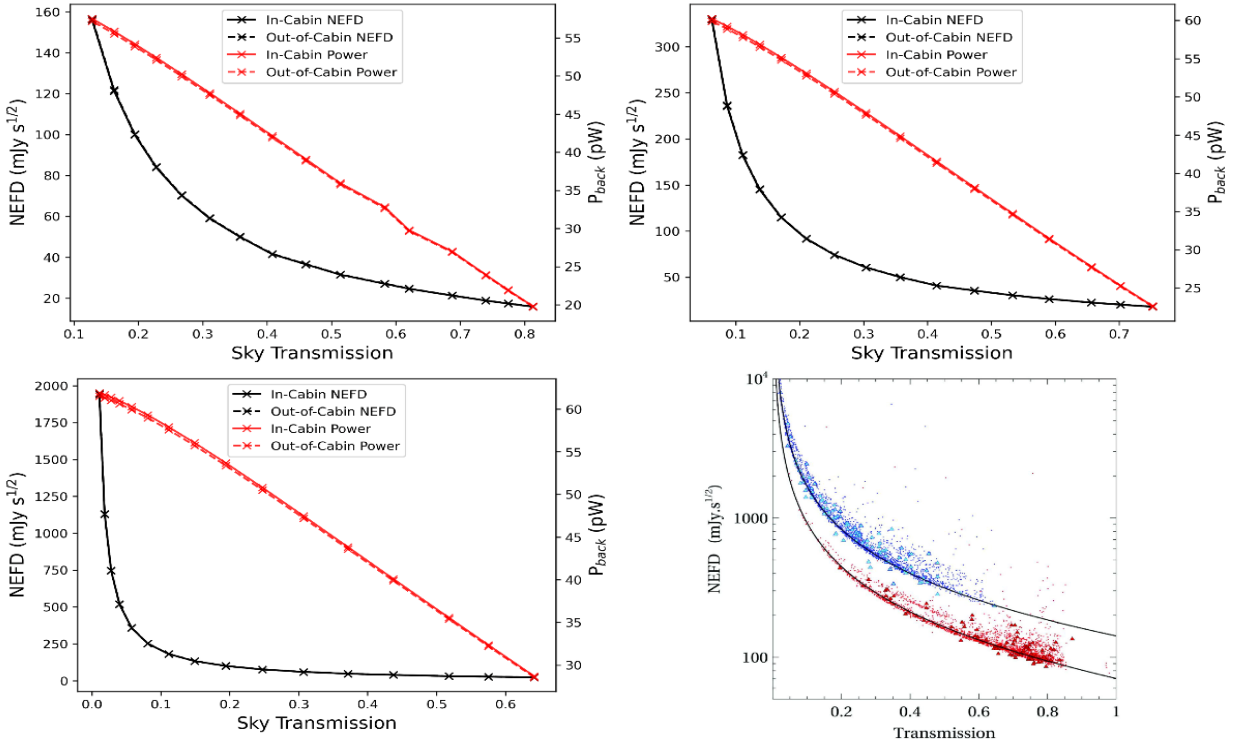 In-Cabin NEFD
Out-of-Cabin NEFD
In-Cabin Power
Out-of-Cabin Power
NEFD (mJy s^{1/2})
160
140
120
100
80
60
40
20
55
50
45
40
35
30
25
20
P_{back} (pW)
0.1 0.2 0.3 0.4 0.5 0.6 0.7 0.8
Sky Transmission
In-Cabin NEFD
Out-of-Cabin NEFD
In-Cabin Power
Out-of-Cabin Power
NEFD (mJy s^{1/2})
300
250
200
150
100
50
60
55
50
45
40
35
30
25
P_{back} (pW)
0.1 0.2 0.3 0.4 0.5 0.6 0.7
Sky Transmission
In-Cabin NEFD
Out-of-Cabin NEFD
In-Cabin Power
Out-of-Cabin Power
NEFD (mJy s^{1/2})
2000
1750
1500
1250
1000
750
500
250
0
60
55
50
45
40
35
30
P_{back} (pW)
0.0 0.1 0.2 0.3 0.4 0.5 0.6
Sky Transmission
NEFD (mJy.s^{1/2})
10^4
1000
100
0.2 0.4 0.6 0.8 1
Transmission